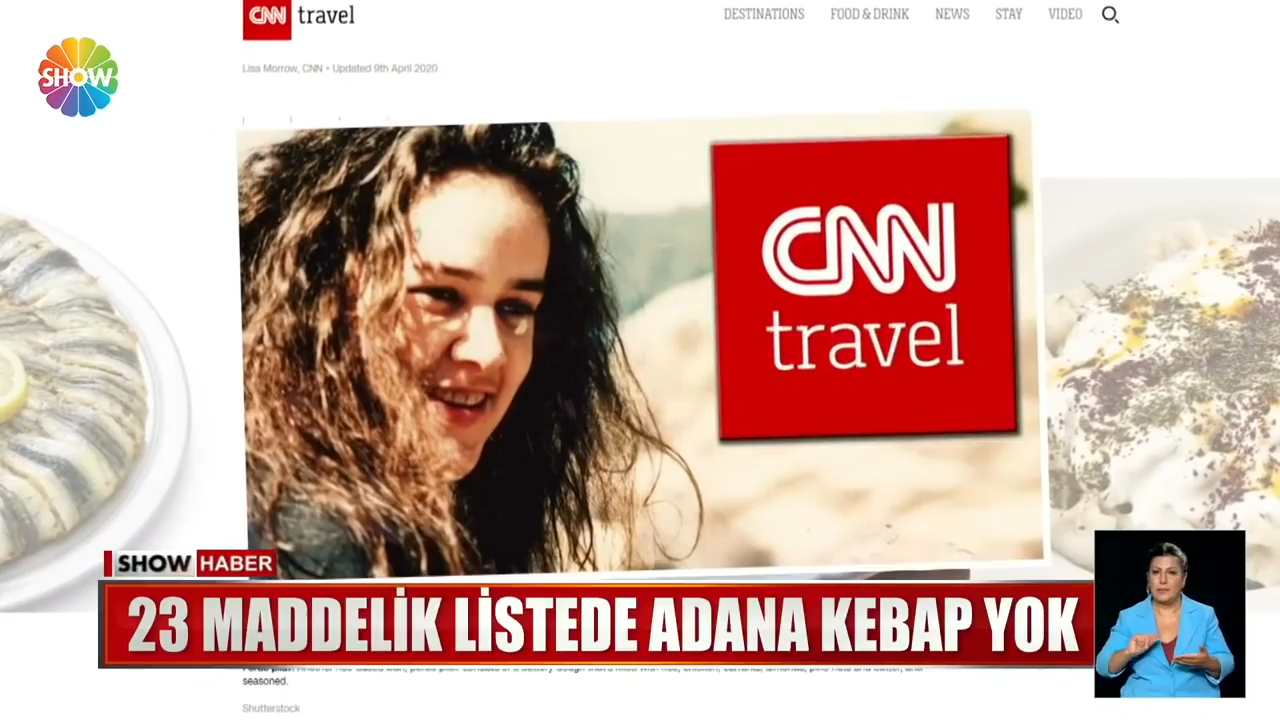 CNN travel
DESTINATIONS FOOD & DRINK NEWS STAY VIDEO
SHOW
Lisa Morrow, CNN • Updated 9th April 2020
CNN
travel
SHOW HABER
23 MADDELİK LİSTEDE ADANA KEBAP YOK
seasoned.
Shutterstock